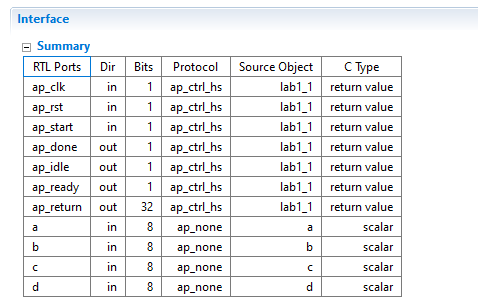 Interface
Summary
RTL Ports Dir Bits Protocol Source Object C Type
ap_clk in 1 ap_ctrl_hs lab1_1 return value
ap_rst in 1 ap_ctrl_hs lab1_1 return value
ap_start in 1 ap_ctrl_hs lab1_1 return value
ap_done out 1 ap_ctrl_hs lab1_1 return value
ap_idle out 1 ap_ctrl_hs lab1_1 return value
ap_ready out 1 ap_ctrl_hs lab1_1 return value
ap_return out 32 ap_ctrl_hs lab1_1 return value
a in 8 ap_none a scalar
b in 8 ap_none b scalar
c in 8 ap_none c scalar
d in 8 ap_none d scalar